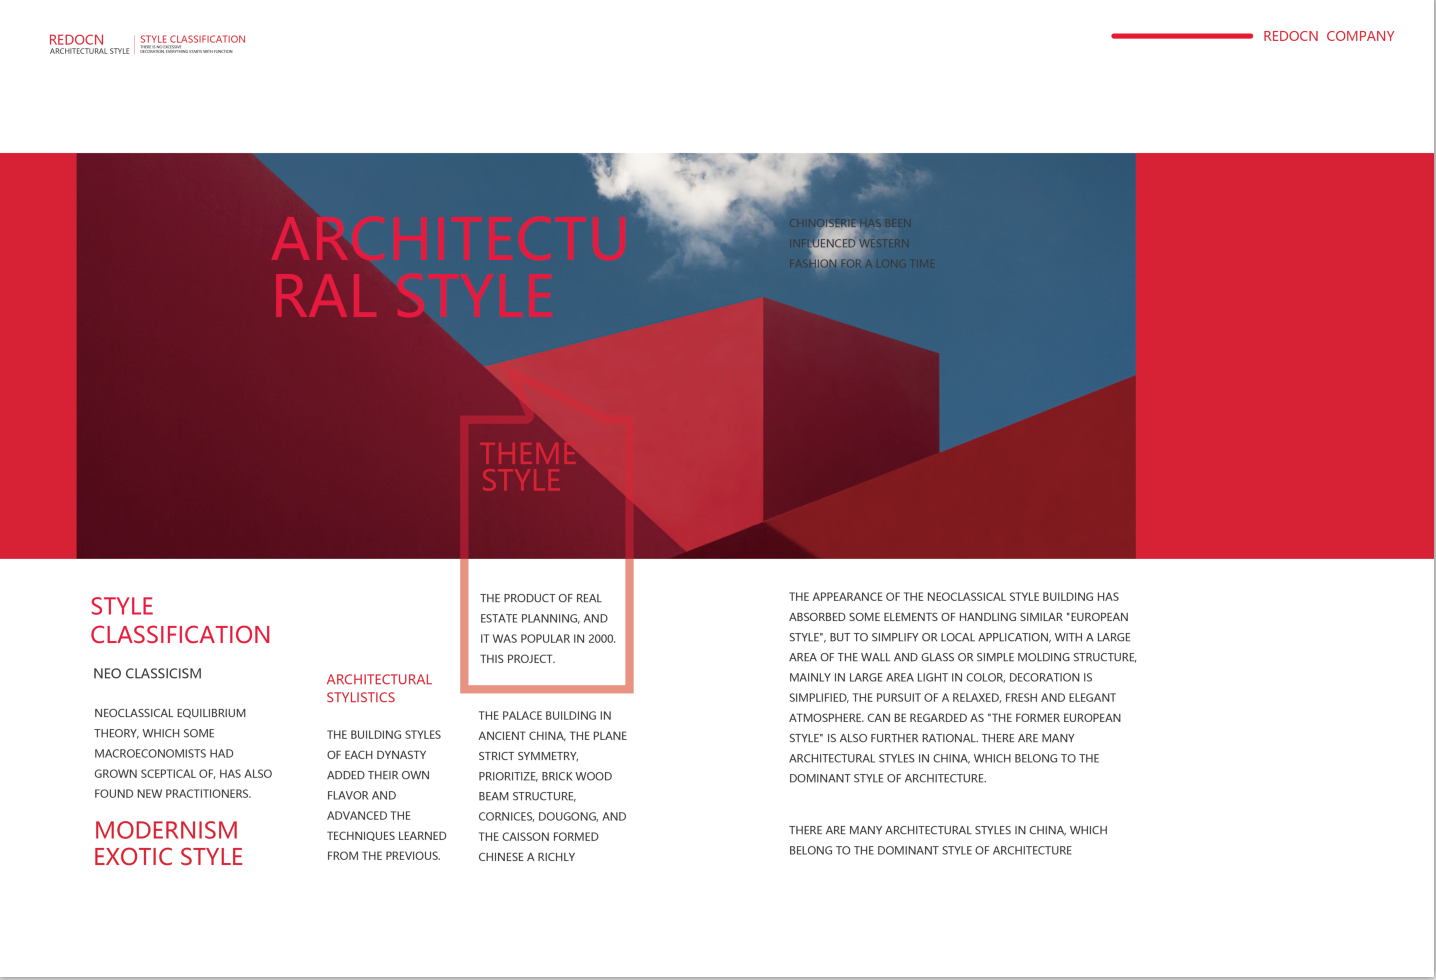 REDOCN
ARCHITECTURAL STYLE
STYLE CLASSIFICATION
THERE IS NO EXCESSIVE
DECORATION, EVERYTHING STARTS WITH FUNCTION
REDOCN COMPANY
ARCHITECTU
RAL STYLE
CHINOISERIE HAS BEEN
INFLUENCED WESTERN
FASHION FOR A LONG TIME
THEME
STYLE
THE PRODUCT OF REAL
ESTATE PLANNING, AND
IT WAS POPULAR IN 2000.
THIS PROJECT.
STYLE
CLASSIFICATION
NEO CLASSICISM
NEOCLASSICAL EQUILIBRIUM
THEORY, WHICH SOME
MACROECONOMISTS HAD
GROWN SCEPTICAL OF, HAS ALSO
FOUND NEW PRACTITIONERS.
MODERNISM
EXOTIC STYLE
ARCHITECTURAL
STYLISTICS
THE BUILDING STYLES
OF EACH DYNASTY
ADDED THEIR OWN
FLAVOR AND
ADVANCED THE
TECHNIQUES LEARNED
FROM THE PREVIOUS.
THE PALACE BUILDING IN
ANCIENT CHINA, THE PLANE
STRICT SYMMETRY,
PRIORITIZE, BRICK WOOD
BEAM STRUCTURE,
CORNICES, DOUGONG, AND
THE CAISSON FORMED
CHINESE A RICHLY
THE APPEARANCE OF THE NEOCLASSICAL STYLE BUILDING HAS
ABSORBED SOME ELEMENTS OF HANDLING SIMILAR "EUROPEAN
STYLE", BUT TO SIMPLIFY OR LOCAL APPLICATION, WITH A LARGE
AREA OF THE WALL AND GLASS OR SIMPLE MOLDING STRUCTURE,
MAINLY IN LARGE AREA LIGHT IN COLOR, DECORATION IS
SIMPLIFIED, THE PURSUIT OF A RELAXED, FRESH AND ELEGANT
ATMOSPHERE. CAN BE REGARDED AS "THE FORMER EUROPEAN
STYLE" IS ALSO FURTHER RATIONAL. THERE ARE MANY
ARCHITECTURAL STYLES IN CHINA, WHICH BELONG TO THE
DOMINANT STYLE OF ARCHITECTURE.
THERE ARE MANY ARCHITECTURAL STYLES IN CHINA, WHICH
BELONG TO THE DOMINANT STYLE OF ARCHITECTURE